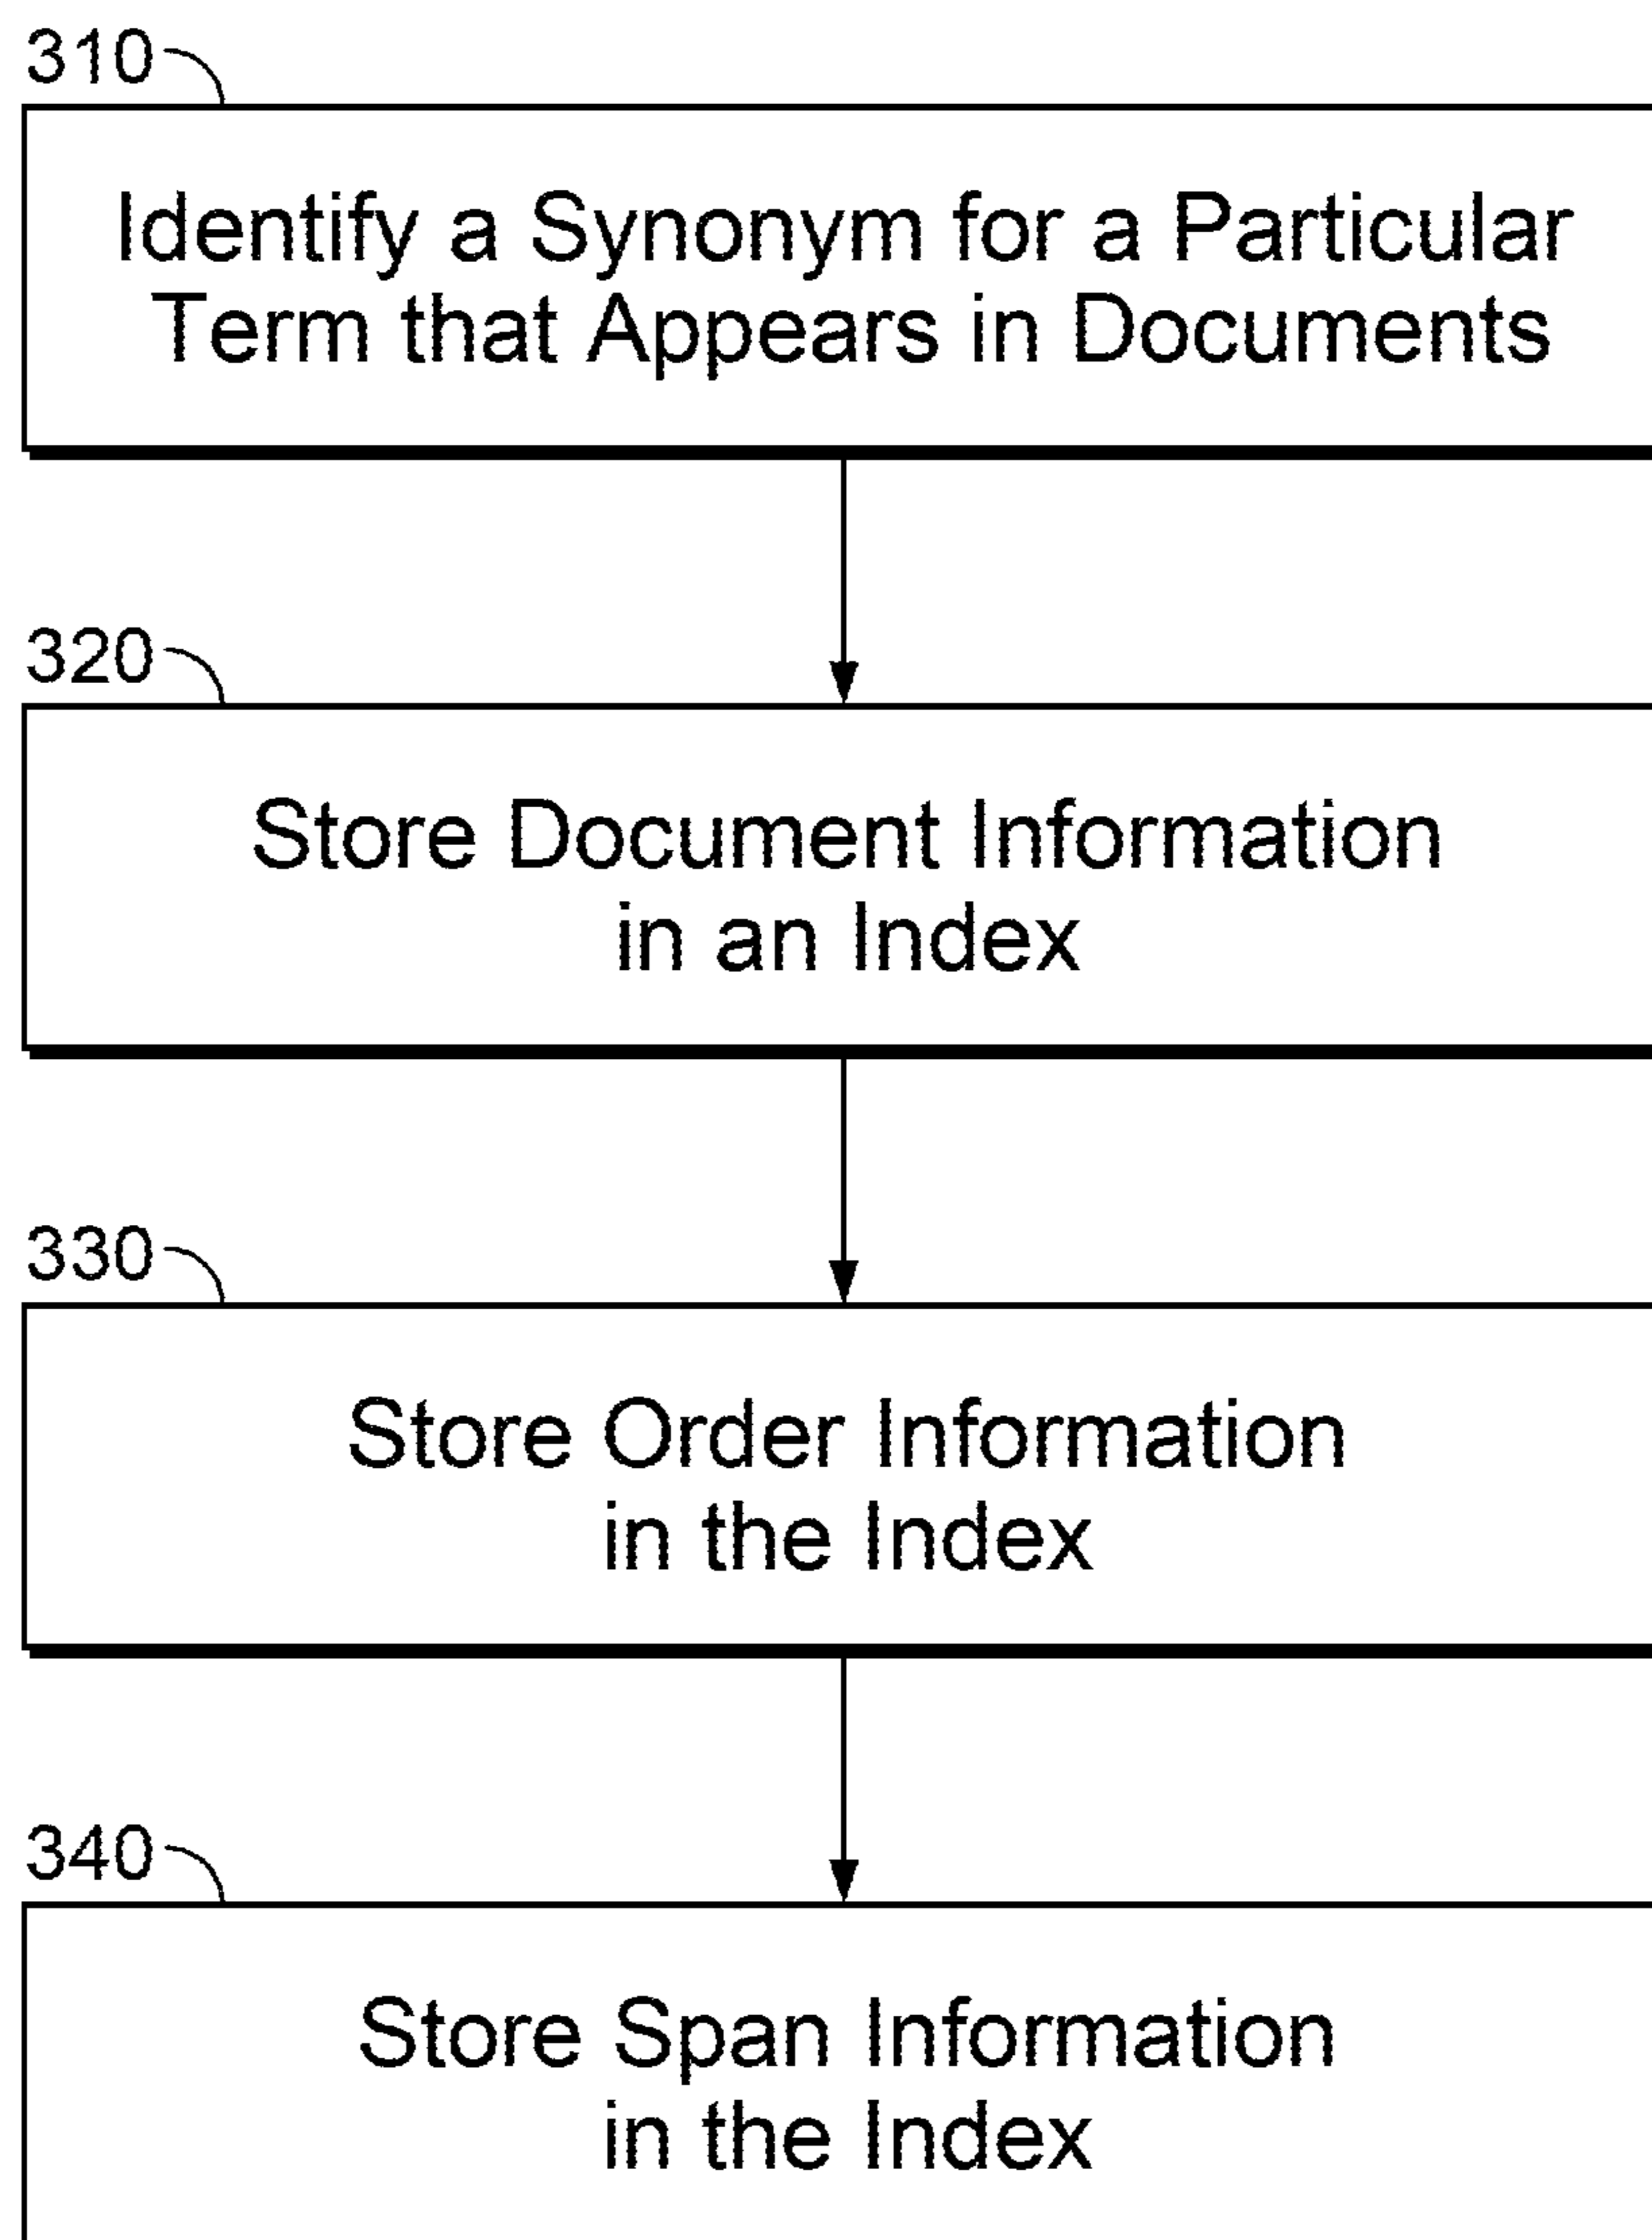 310
Identify a Synonym for a Particular
Term that Appears in Documents
320
Store Document Information
in an Index
330
Store Order Information
in the Index
340
Store Span Information
in the Index